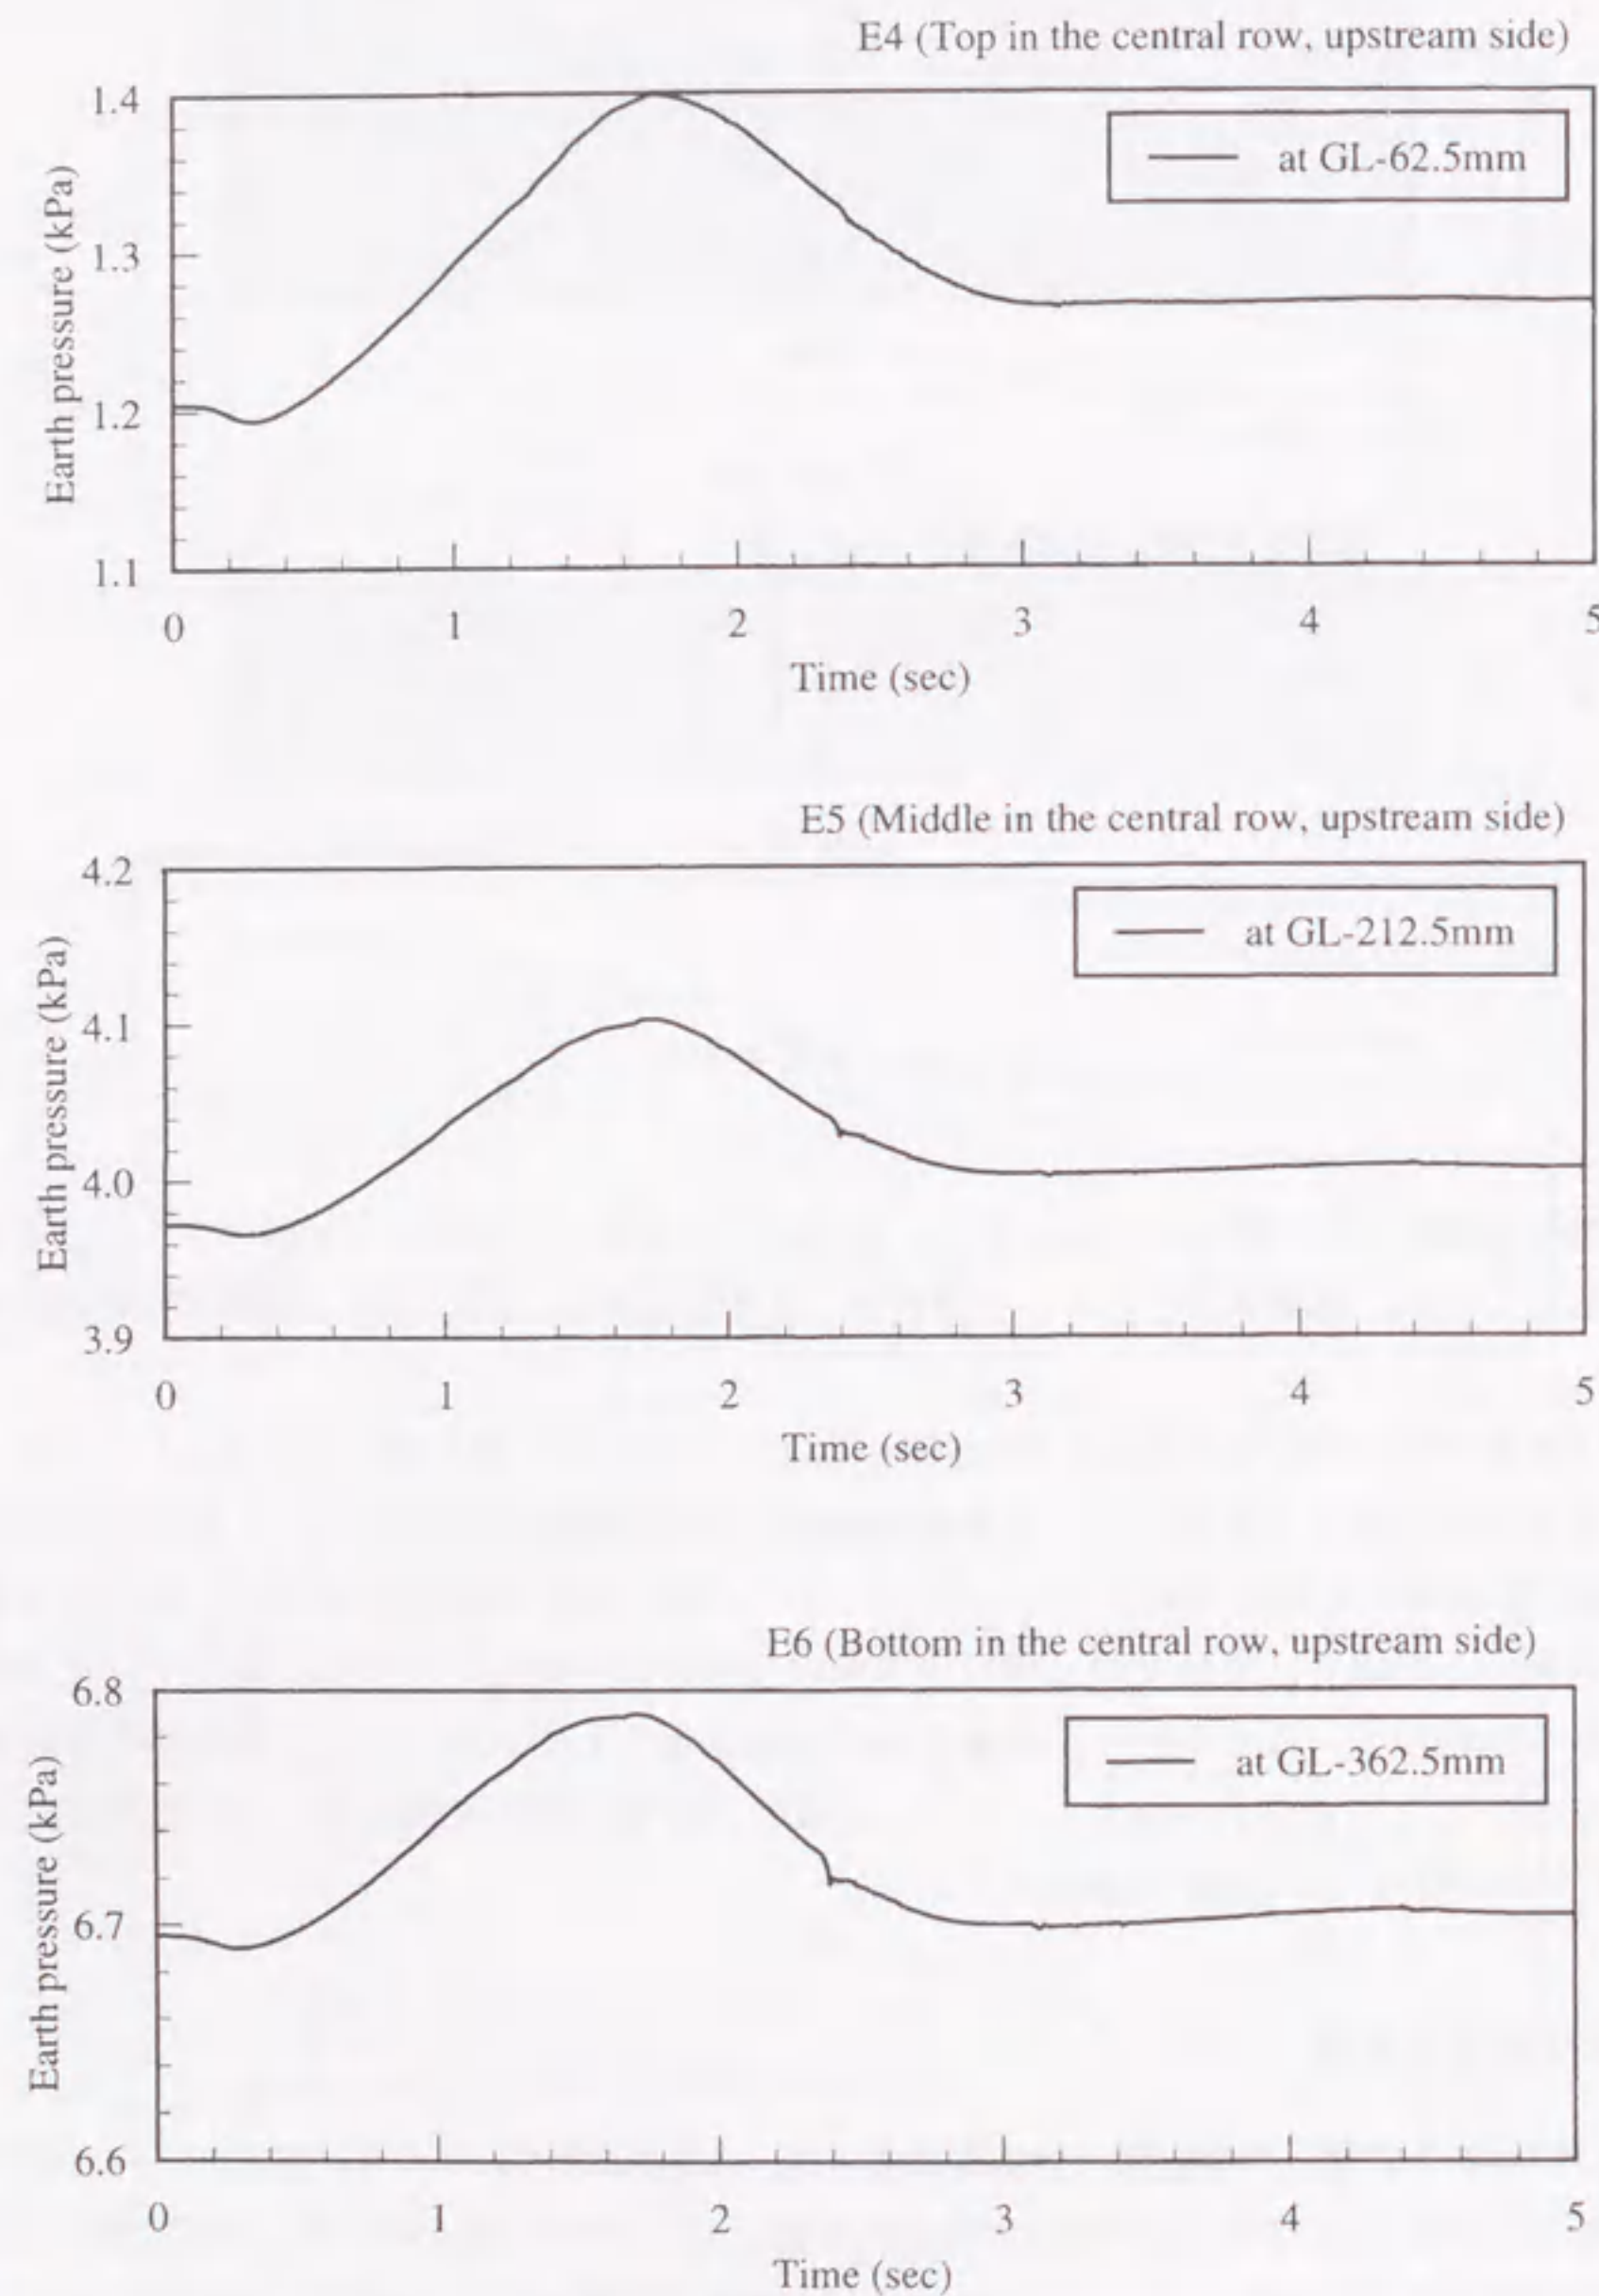 E4 (Top in the central row, upstream side)
1.4
1.3
1.2
1.1
Earth pressure (kPa)
at GL-62.5mm
0 1 2 3 4 5
Time (sec)
E5 (Middle in the central row, upstream side)
4.2
4.1
4.0
3.9
Earth pressure (kPa)
at GL-212.5mm
0 1 2 3 4 5
Time (sec)
E6 (Bottom in the central row, upstream side)
6.8
6.7
6.6
Earth pressure (kPa)
at GL-362.5mm
0 1 2 3 4 5
Time (sec)